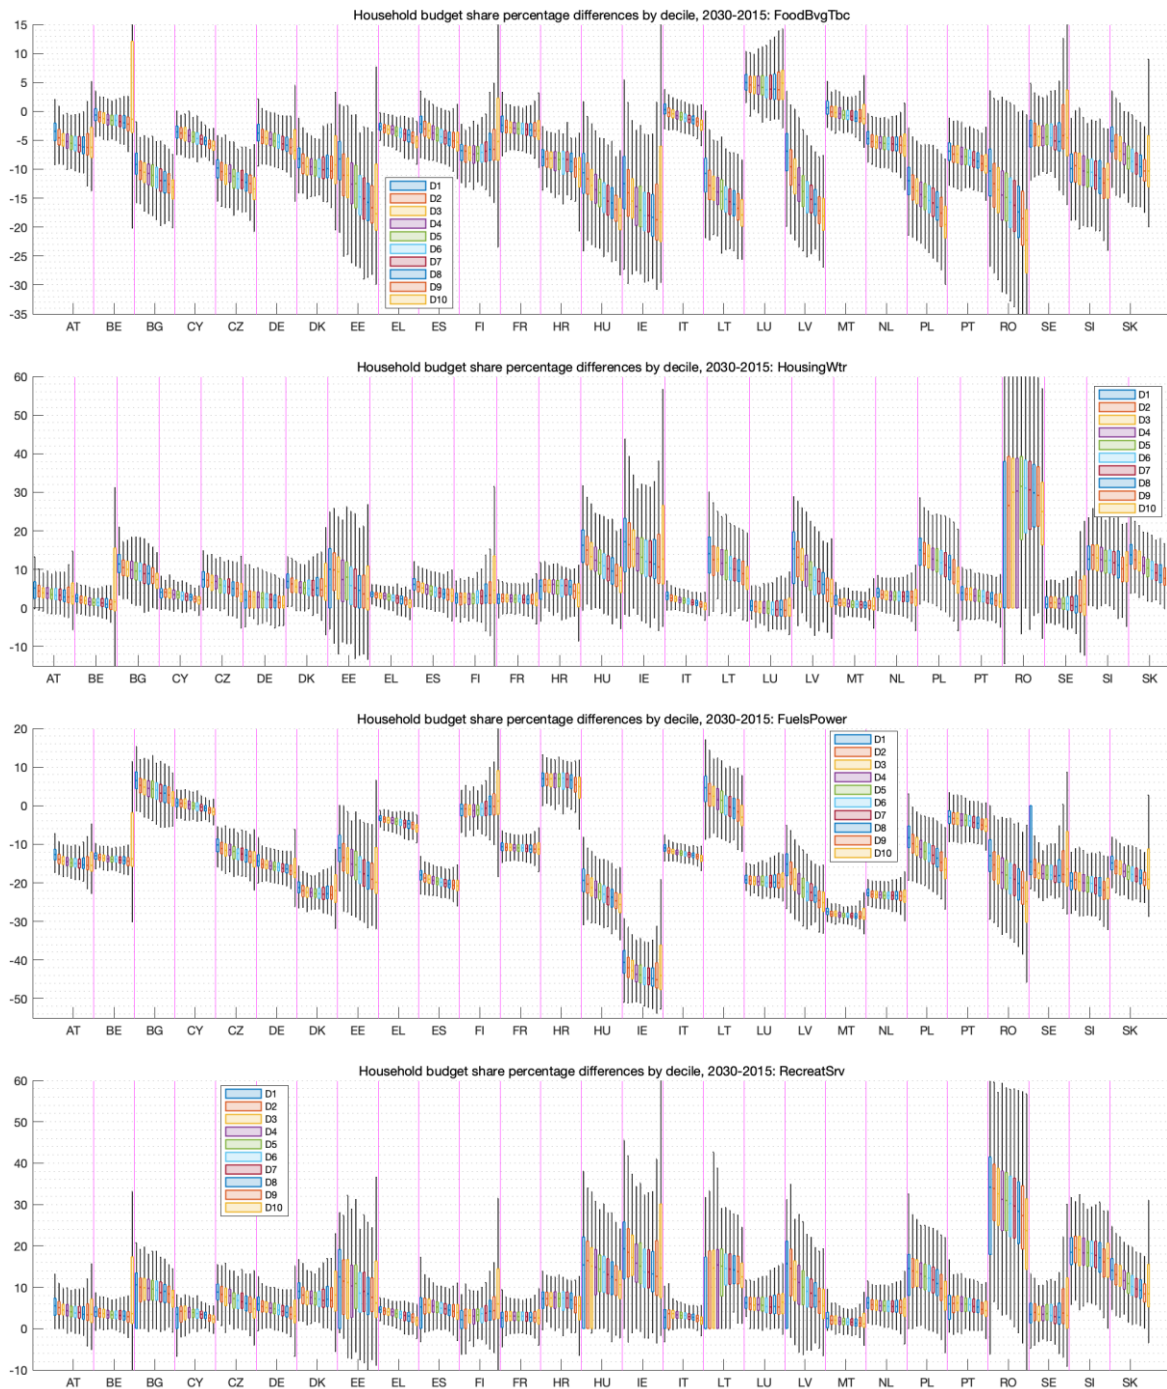 Household budget share percentage differences by decile, 2030-2015: FoodBvgTbc
15
10
5
0
-5
-10
-15
-20
-25
-30
-35
D1
D2
D3
D4
D5
D6
D7
D8
D9
D10
AT BE BG CY CZ DE DK EE EL ES FI FR HR HU IE IT LT LU LV MT NL PL PT RO SE SI SK
Household budget share percentage differences by decile, 2030-2015: HousingWtr
60
50
40
30
20
10
0
-10
D1
D2
D3
D4
D5
D6
D7
D8
D9
D10
AT BE BG CY CZ DE DK EE EL ES FI FR HR HU IE IT LT LU LV MT NL PL PT RO SE SI SK
Household budget share percentage differences by decile, 2030-2015: FuelsPower
20
10
0
-10
-20
-30
-40
-50
D1
D2
D3
D4
D5
D6
D7
D8
D9
D10
AT BE BG CY CZ DE DK EE EL ES FI FR HR HU IE IT LT LU LV MT NL PL PT RO SE SI SK
Household budget share percentage differences by decile, 2030-2015: RecreatSrv
60
50
40
30
20
10
0
-10
D1
D2
D3
D4
D5
D6
D7
D8
D9
D10
AT BE BG CY CZ DE DK EE EL ES FI FR HR HU IE IT LT LU LV MT NL PL PT RO SE SI SK